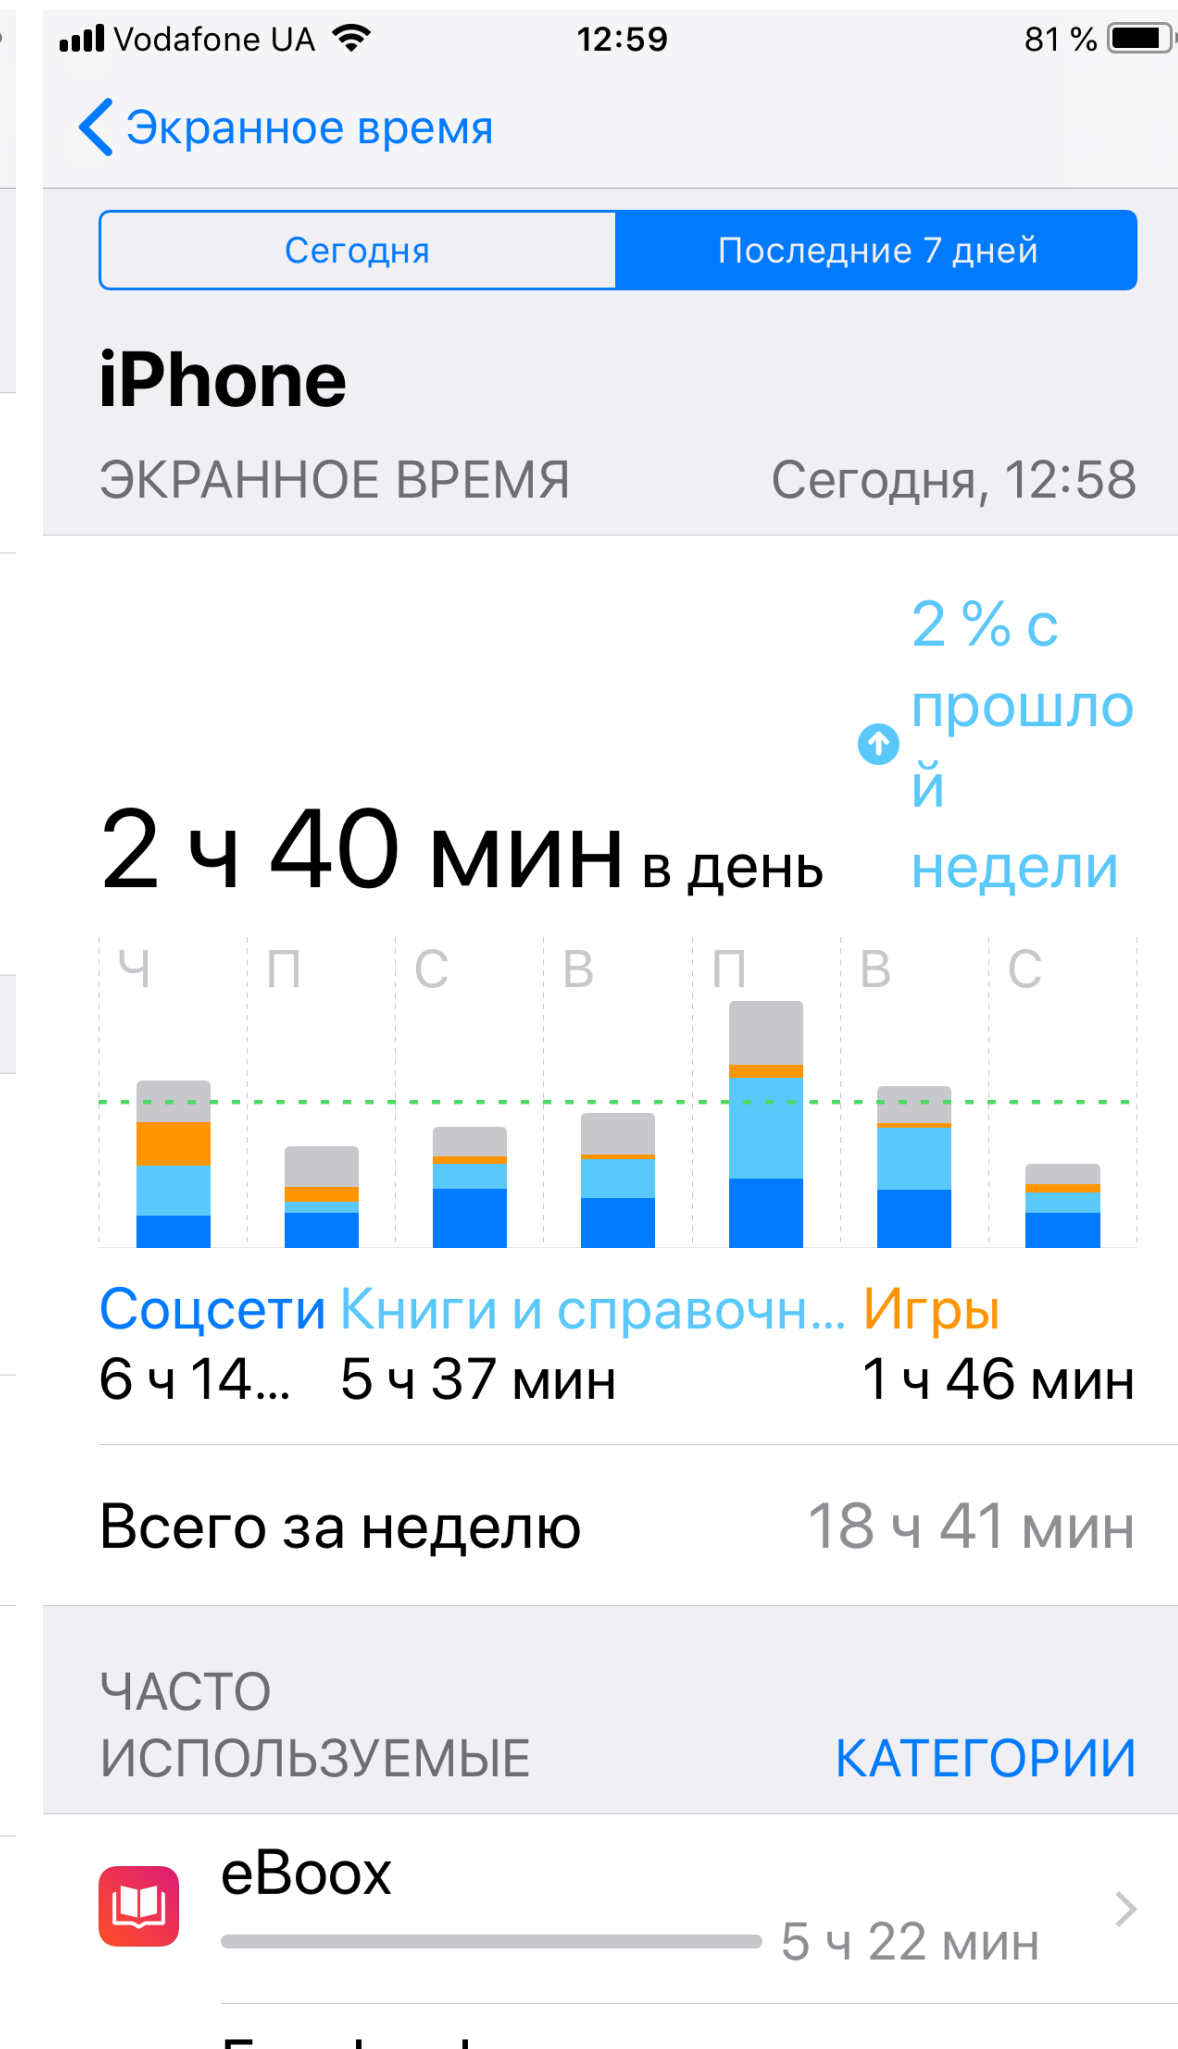 Vodafone UA 12:59 81 %
Экранное время
Сегодня Последние 7 дней
iPhone
ЭКРАННОЕ ВРЕМЯ Сегодня, 12:58
2 % с
прошло
й
недели
2 ч 40 мин в день
Ч П С В П В С
Соцсети Книги и справочн... Игры
6 ч 14... 5 ч 37 мин 1 ч 46 мин
Всего за неделю 18 ч 41 мин
ЧАСТО
ИСПОЛЬЗУЕМЫЕ КАТЕГОРИИ
eBoox
5 ч 22 мин